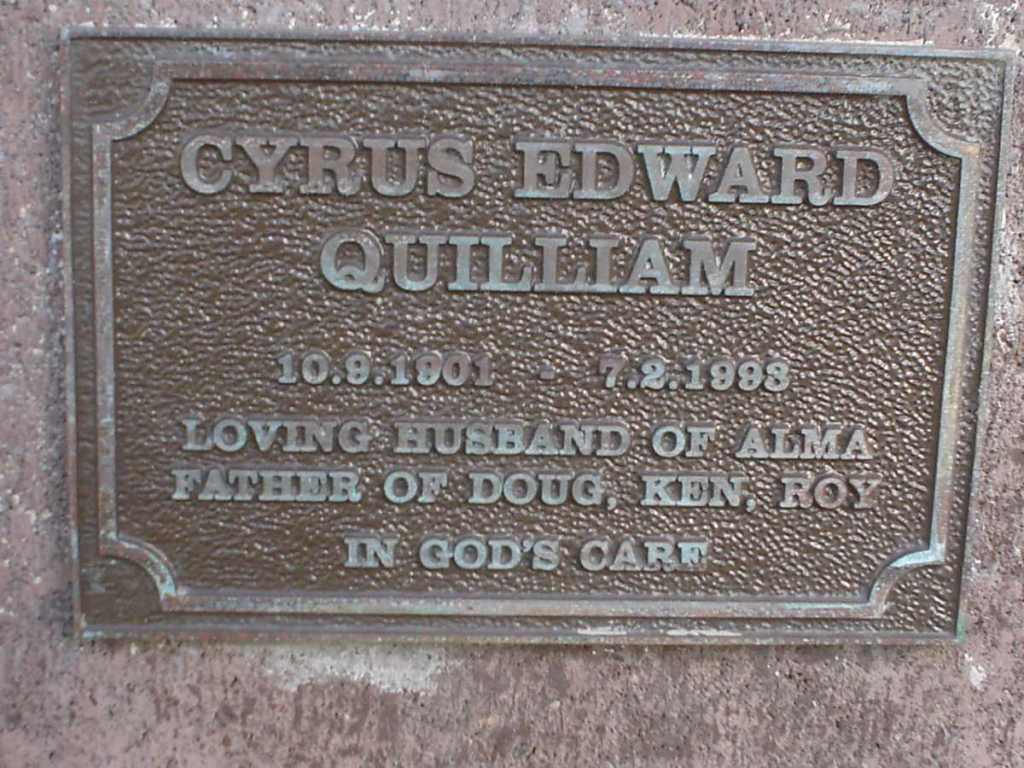 CYRUS EDWARD
QUILLIAM
10.9.1901 - 7.2.1993
LOVING HUSBAND OF ALMA
FATHER OF DOUG, KEN, ROY
IN GOD'S CARE